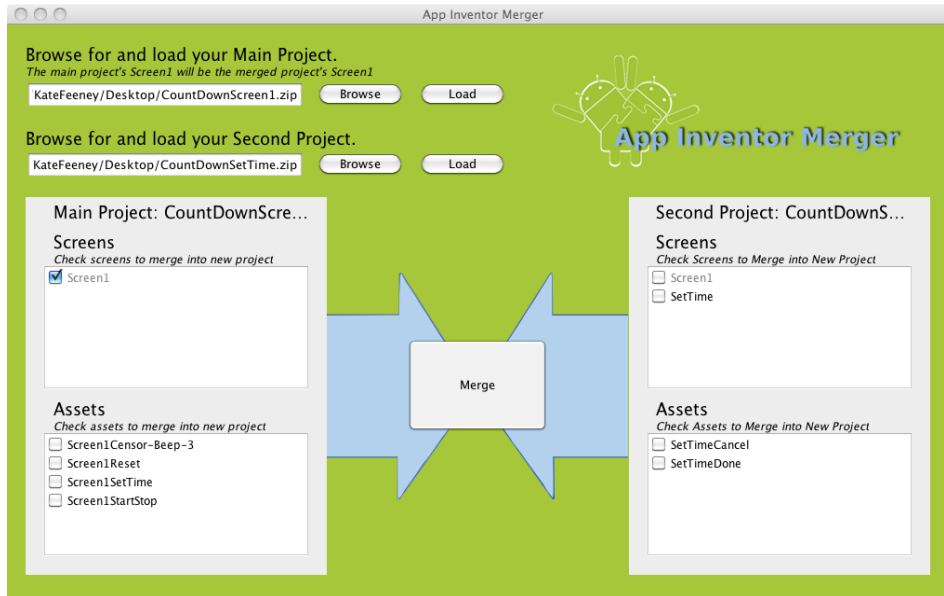 App Inventor Merger
Browse for and load your Main Project.
The main project's Screen1 will be the merged project's Screen1
KateFeeney/Desktop/CountDownScreen1.zip
Browse
Load
App Inventor Merger
Browse for and load your Second Project.
KateFeeney/Desktop/CountDownSetTime.zip
Browse
Load
Main Project: CountDownScre...
Screens
Check screens to merge into new project
Screen1
Assets
Check assets to merge into new project
Screen1Censor-Beep-3
Screen1Reset
Screen1SetTime
Screen1StartStop
Merge
Second Project: CountDownS...
Screens
Check Screens to Merge into New Project
Screen1
SetTime
Assets
Check Assets to Merge into New Project
SetTimeCancel
SetTimeDone